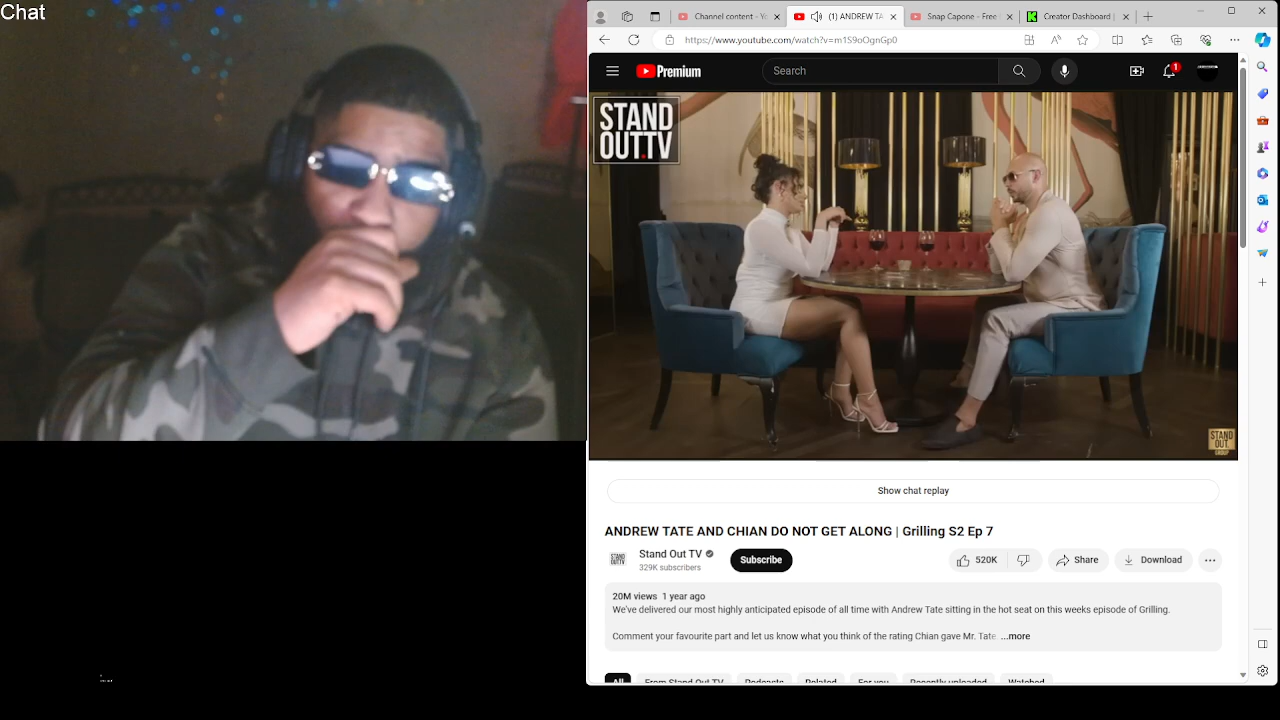 Chat
Channel content - Yo
(1) ANDREW TA
Snap Capone - Free
Creator Dashboard
https://www.youtube.com/watch?v=m1S9oOgnGp0
Premium
Search
1
STAND
OUT.TV
STAND
OUT.
GROUP
Show chat replay
ANDREW TATE AND CHIAN DO NOT GET ALONG | Grilling S2 Ep 7
Stand Out TV
329K subscribers
Subscribe
520K
Share
Download
20M views 1 year ago
We've delivered our most highly anticipated episode of all time with Andrew Tate sitting in the hot seat on this weeks episode of Grilling.
Comment your favourite part and let us know what you think of the rating Chian gave Mr. Tate ...more
All From Stand Out TV Podcasts Related For you Recently uploaded Watched